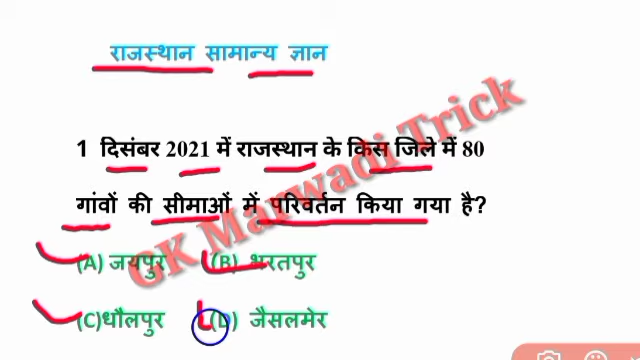 राजस्थान सामान्य ज्ञान
1 दिसंबर 2021 में राजस्थान के किस जिले में 80
गांवों की सीमाओं में परिवर्तन किया गया है?
(A) जयपुर (B) भरतपुर
(C)धौलपुर (D) जैसलमेर
GK Marwadi Trick